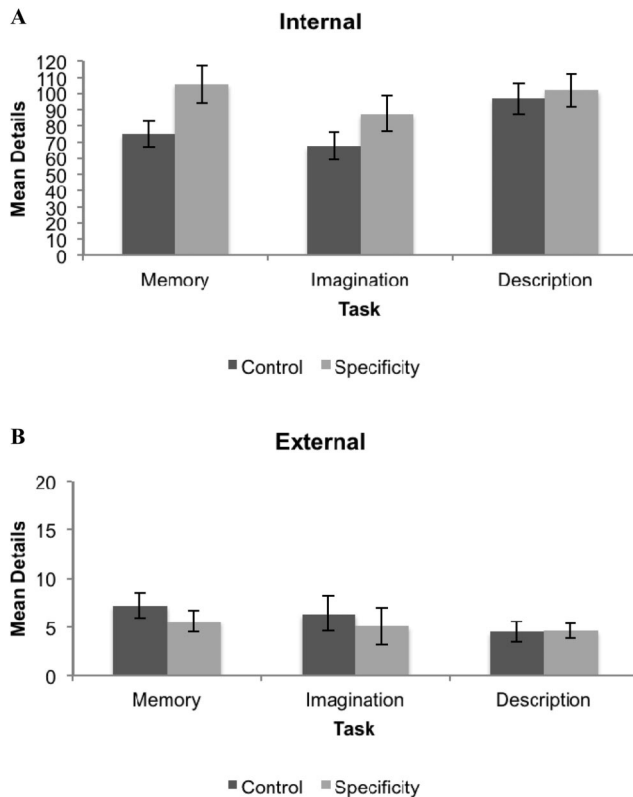 A
Internal
Mean Details
120
110
100
90
80
70
60
50
40
30
20
10
0
Memory Imagination Description
Task
Control Specificity
B
External
Mean Details
20
15
10
5
0
Memory Imagination Description
Task
Control Specificity